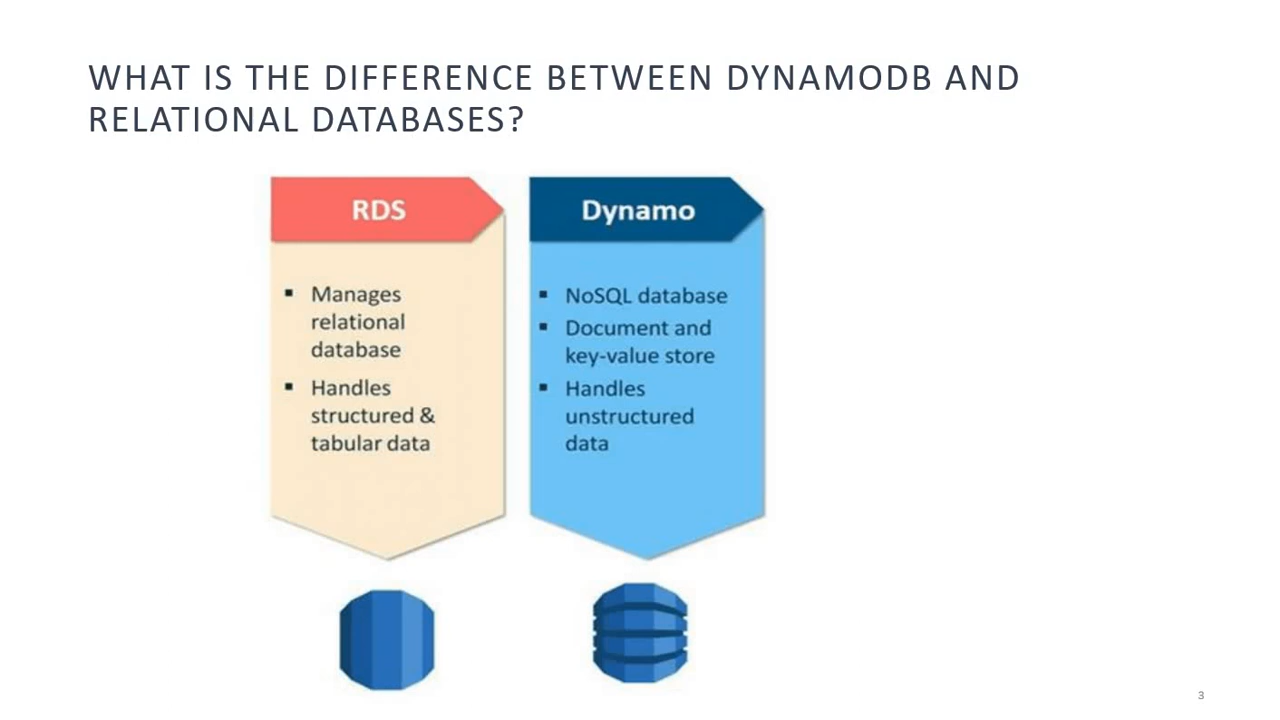 WHAT IS THE DIFFERENCE BETWEEN DYNAMODB AND
RELATIONAL DATABASES?
RDS
▪ Manages
relational
database
▪ Handles
structured &
tabular data
Dynamo
▪ NoSQL database
▪ Document and
key-value store
▪ Handles
unstructured
data
3